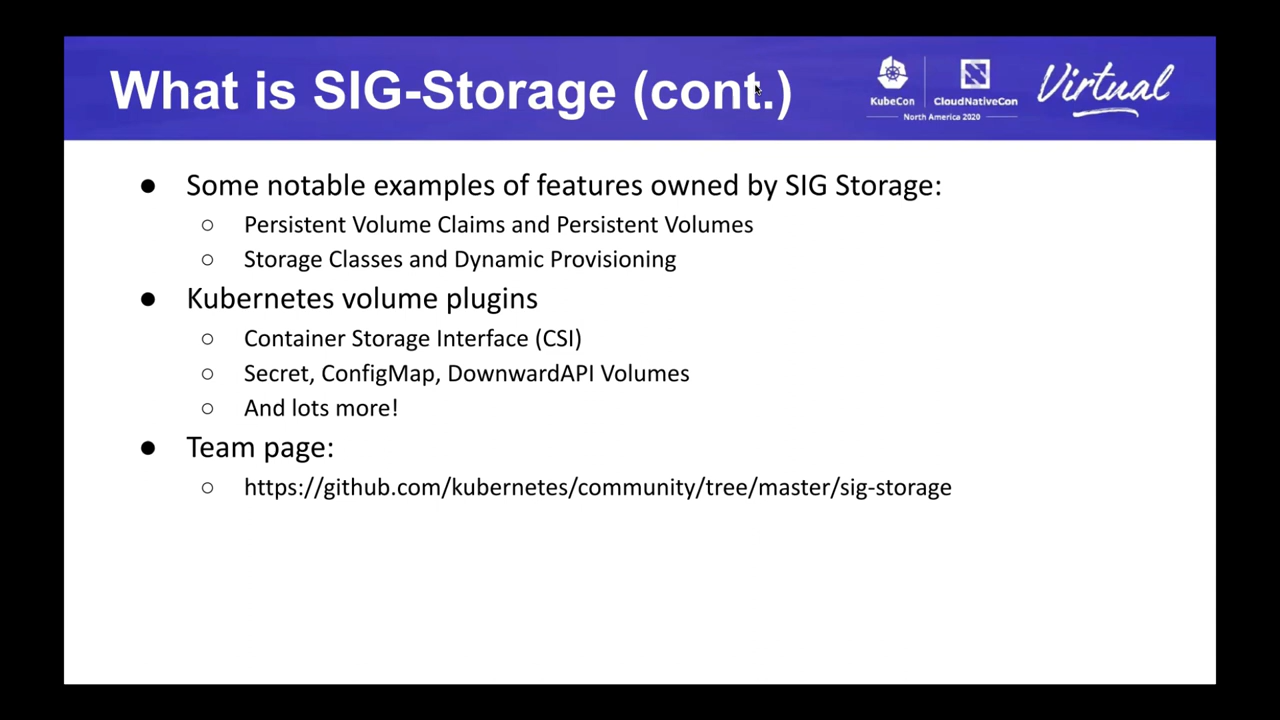 What is SIG-Storage (cont.)
KubeCon
CloudNativeCon
North America 2020
Virtual
● Some notable examples of features owned by SIG Storage:
○ Persistent Volume Claims and Persistent Volumes
○ Storage Classes and Dynamic Provisioning
● Kubernetes volume plugins
○ Container Storage Interface (CSI)
○ Secret, ConfigMap, DownwardAPI Volumes
○ And lots more!
● Team page:
○ https://github.com/kubernetes/community/tree/master/sig-storage